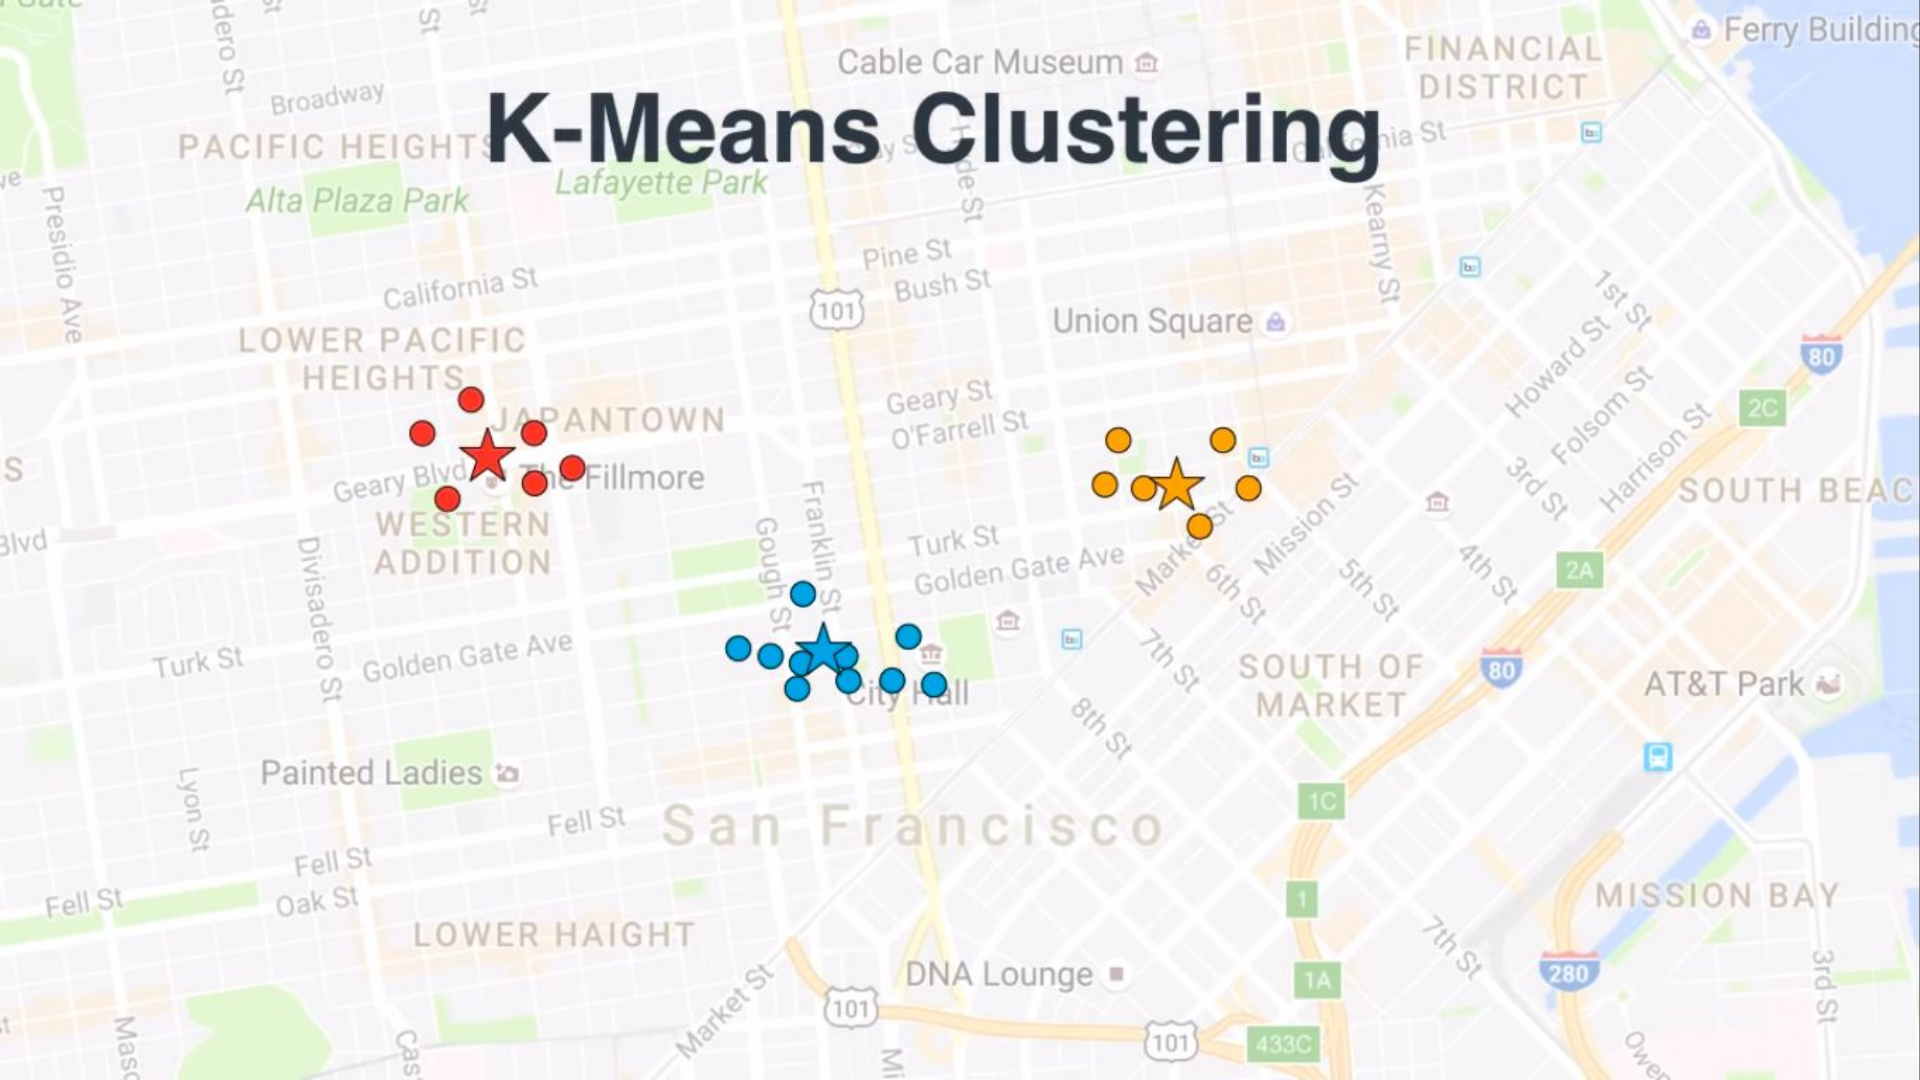 K-Means Clustering
Cable Car Museum
FINANCIAL
DISTRICT
Ferry Building
Broadway
PACIFIC HEIGHTS
Alta Plaza Park
Lafayette Park
California St
Presidio Ave
Kearny St
Pine St
Bush St
California St
101
Union Square
1st St
Howard St
80
LOWER PACIFIC
HEIGHTS
JAPANTOWN
Geary St
O'Farrell St
Folsom St
Harrison St
2C
Geary Blvd
The Fillmore
3rd St
SOUTH BEAC
WESTERN
ADDITION
Blvd
Divisadero St
Gough St
Franklin St
Turk St
Golden Gate Ave
Market St
Mission St
6th St
5th St
4th St
2A
Turk St
Golden Gate Ave
City Hall
7th St
8th St
SOUTH OF
MARKET
80
AT&T Park
Painted Ladies
Lyon St
Fell St
San Francisco
1C
Fell St
Oak St
Fell St
1
MISSION BAY
LOWER HAIGHT
7th St
Market St
DNA Lounge
1A
280
3rd St
101
101
433C